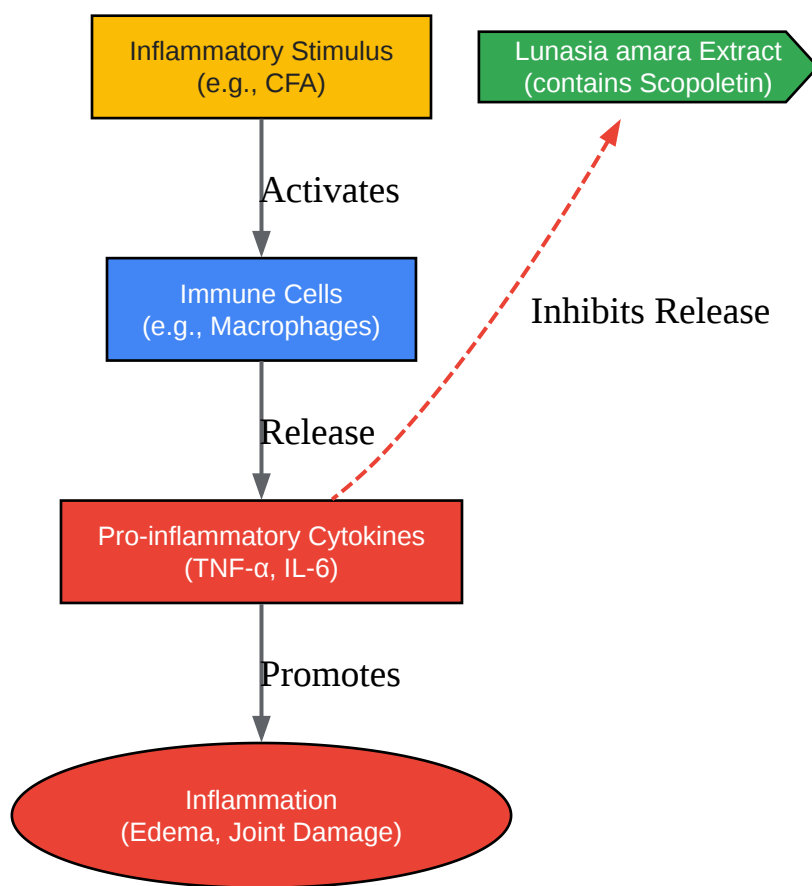 Inflammatory Stimulus
(e.g., CFA)
Lunasia amara Extract
(contains Scopoletin)
Activates
Immune Cells
(e.g., Macrophages)
Inhibits Release
Release
Pro-inflammatory Cytokines
(TNF-α, IL-6)
Promotes
Inflammation
(Edema, Joint Damage)